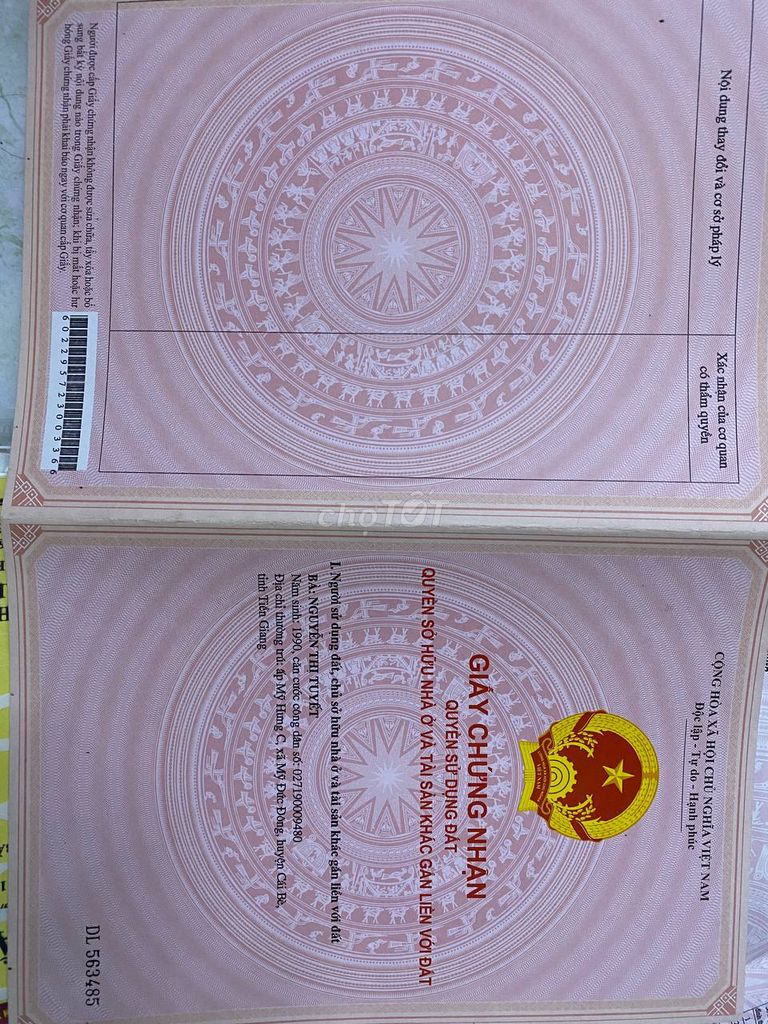 Nội dung thay đổi và cơ sở pháp lý
Xác nhận của cơ quan
có thẩm quyền
Người được cấp Giấy chứng nhận không được sửa chữa, tẩy xóa hoặc bổ
sung bất kỳ nội dung nào trong Giấy chứng nhận; khi bị mất hoặc hư
hỏng Giấy chứng nhận phải khai báo ngay với cơ quan cấp Giấy.
602295723003366
chợTỐT
CỘNG HÒA XÃ HỘI CHỦ NGHĨA VIỆT NAM
Độc lập - Tự do - Hạnh phúc
VIỆT NAM
GIẤY CHỨNG NHẬN
QUYỀN SỬ DỤNG ĐẤT
QUYỀN SỞ HỮU NHÀ Ở VÀ TÀI SẢN KHÁC GẮN LIỀN VỚI ĐẤT
I. Người sử dụng đất, chủ sở hữu nhà ở và tài sản khác gắn liền với đất
BÀ: NGUYỄN THỊ TUYẾT
Năm sinh: 1990, căn cước công dân số: 027190009480
Địa chỉ thường trú: ấp Mỹ Hưng C, xã Mỹ Đức Đông, huyện Cái Bè,
tỉnh Tiền Giang
DL 563485